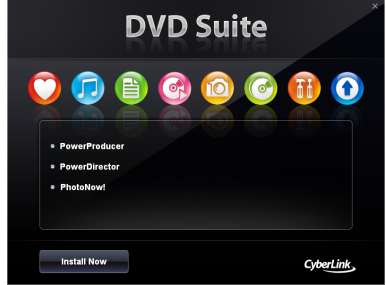 DVD Suite
PowerProducer
PowerDirector
PhotoNow!
Install Now
CyberLink